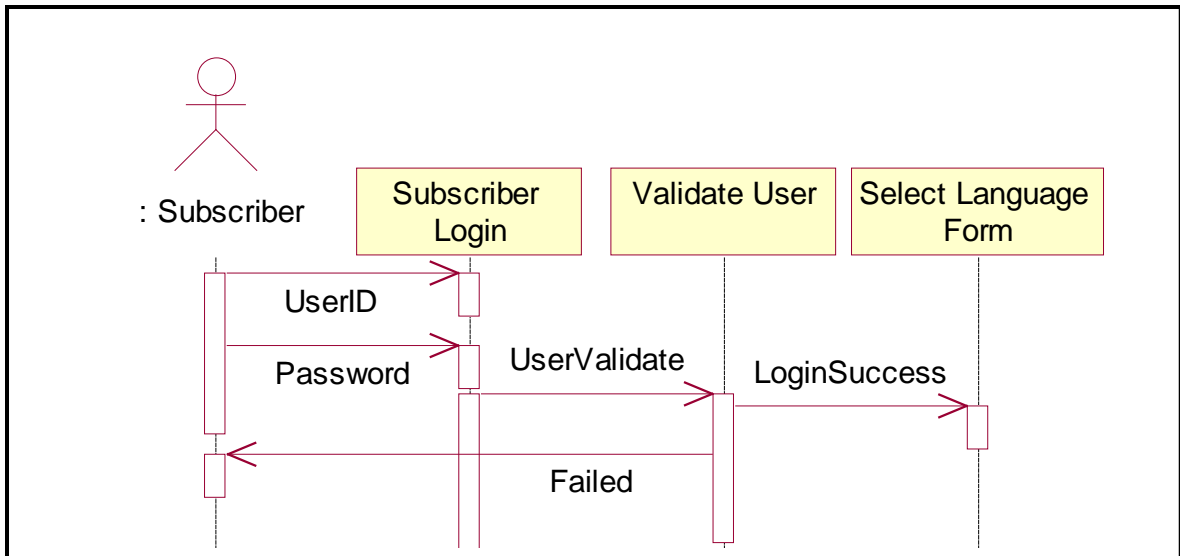 : Subscriber
Subscriber
Login
Validate User
Select Language
Form
UserID
Password
UserValidate
LoginSuccess
Failed